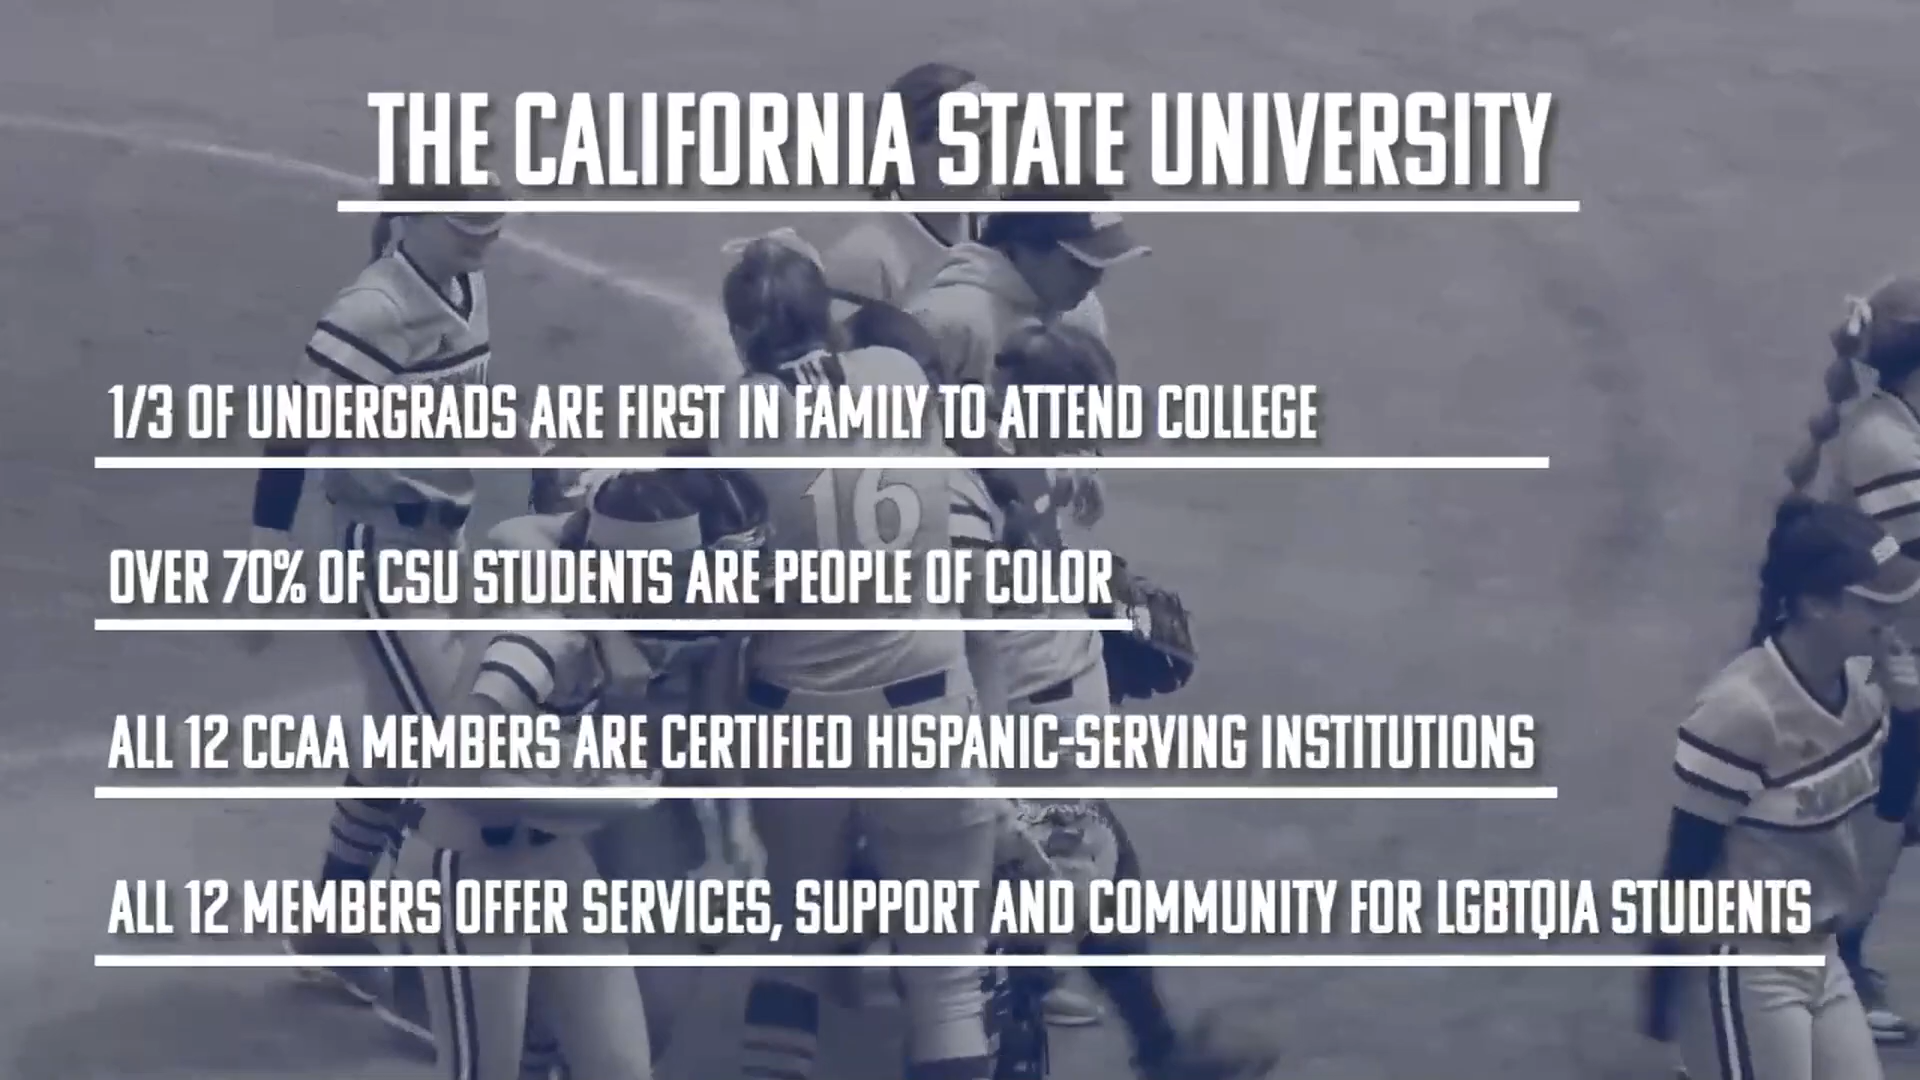 THE CALIFORNIA STATE UNIVERSITY
1/3 OF UNDERGRADS ARE FIRST IN FAMILY TO ATTEND COLLEGE
16
OVER 70% OF CSU STUDENTS ARE PEOPLE OF COLOR
ALL 12 CCAA MEMBERS ARE CERTIFIED HISPANIC-SERVING INSTITUTIONS
ALL 12 MEMBERS OFFER SERVICES, SUPPORT AND COMMUNITY FOR LGBTQIA STUDENTS